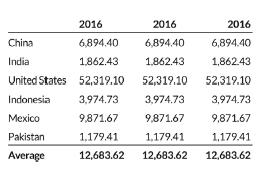 2016 2016 2016
China 6,894.40 6,894.40 6,894.40
India 1,862.43 1,862.43 1,862.43
United States 52,319.10 52,319.10 52,319.10
Indonesia 3,974.73 3,974.73 3,974.73
Mexico 9,871.67 9,871.67 9,871.67
Pakistan 1,179.41 1,179.41 1,179.41
Average 12,683.62 12,683.62 12,683.62